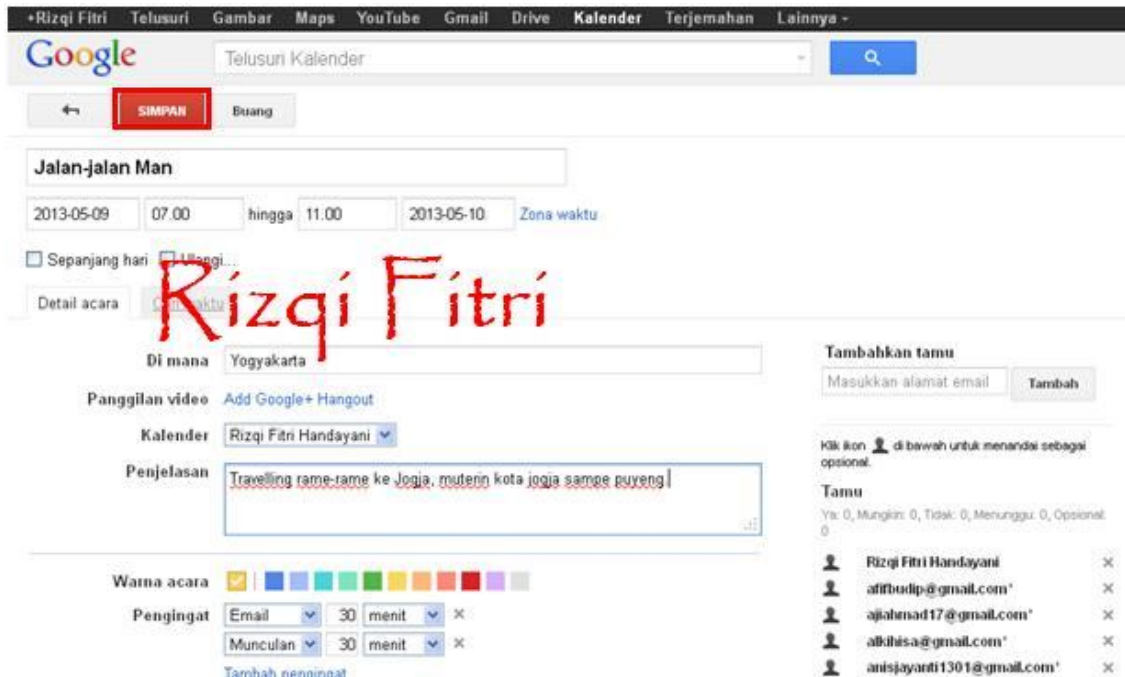 +Rizqi Fitri Telusuri Gambar Maps YouTube Gmail Drive Kalender Terjemahan Lainnya
Google Telusuri Kalender
SIMPAN Buang
Jalan-jalan Man
2013-05-09 07.00 hingga 11.00 2013-05-10 Zona waktu
Sepanjang hari Ulangi...
Rizqi Fitri
Detail acara
Di mana Yogyakarta
Panggilan video Add Google+ Hangout
Kalender Rizqi Fitri Handayani
Penjelasan Travelling rame-rame ke Jogja, muterin kota jogja sampe puyeng
Warna acara
Pengingat Email 30 menit ×
Munculan 30 menit ×
Tambah pengingat
Tambahkan tamu
Masukkan alamat email Tambah
Klik ikon di bawah untuk menandai sebagai
opsional.
Tamu
Ya: 0, Mungkin: 0, Tidak: 0, Menunggu: 0, Opsional:
0
Rizqi Fitri Handayani ×
afifbudip@gmail.com* ×
ajiahmad17@gmail.com* ×
alkihisa@gmail.com* ×
anisjayanti1301@gmail.com* ×